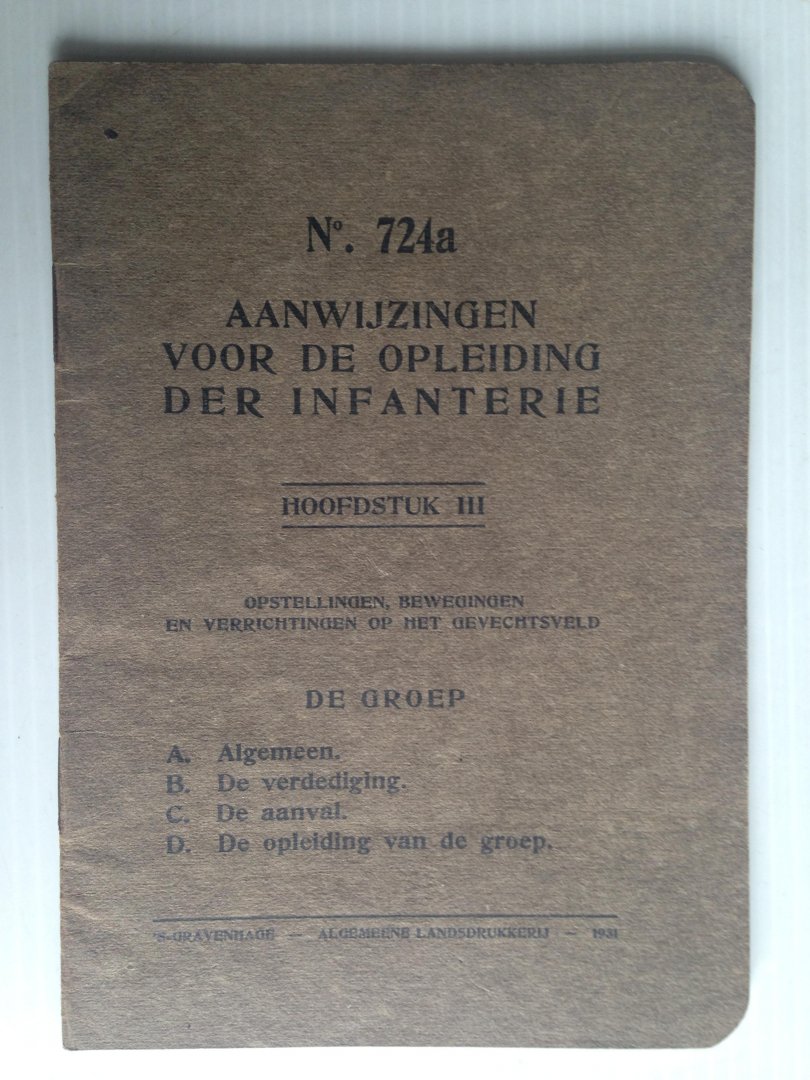 Nº. 724a
AANWIJZINGEN
VOOR DE OPLEIDING
DER INFANTERIE
HOOFDSTUK III
OPSTELLINGEN, BEWEGINGEN
EN VERRICHTINGEN OP HET GEVECHTSVELD
DE GROEP
A. Algemeen.
B. De verdediging.
C. De aanval.
D. De opleiding van de groep.
'S-GRAVENHAGE — ALGEMEENE LANDSDRUKKERIJ — 1931